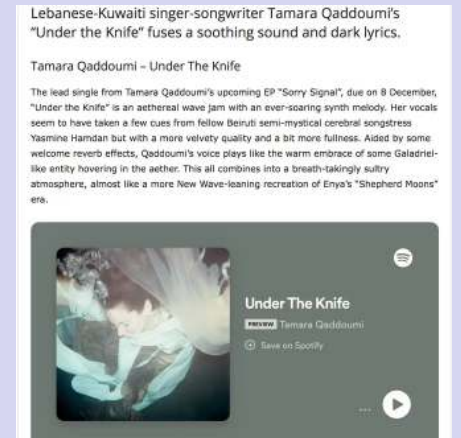 Lebanese-Kuwaiti singer-songwriter Tamara Qaddoumi's
"Under the Knife" fuses a soothing sound and dark lyrics.
Tamara Qaddoumi – Under The Knife
The lead single from Tamara Qaddoumi's upcoming EP "Sorry Signal", due on 8 December,
"Under the Knife" is an aethereal wave jam with an ever-soaring synth melody. Her vocals
seem to have taken a few cues from fellow Beiruti semi-mystical cerebral songstress
Yasmine Hamdan but with a more velvety quality and a bit more fullness. Aided by some
welcome reverb effects, Qaddoumi's voice plays like the warm embrace of some Galadriel-
like entity hovering in the aether. This all combines into a breath-takingly sultry
atmosphere, almost like a more New Wave-leaning recreation of Enya's "Shepherd Moons"
era.
Under The Knife
PREVIEW Tamara Qaddoumi
Save on Spotify